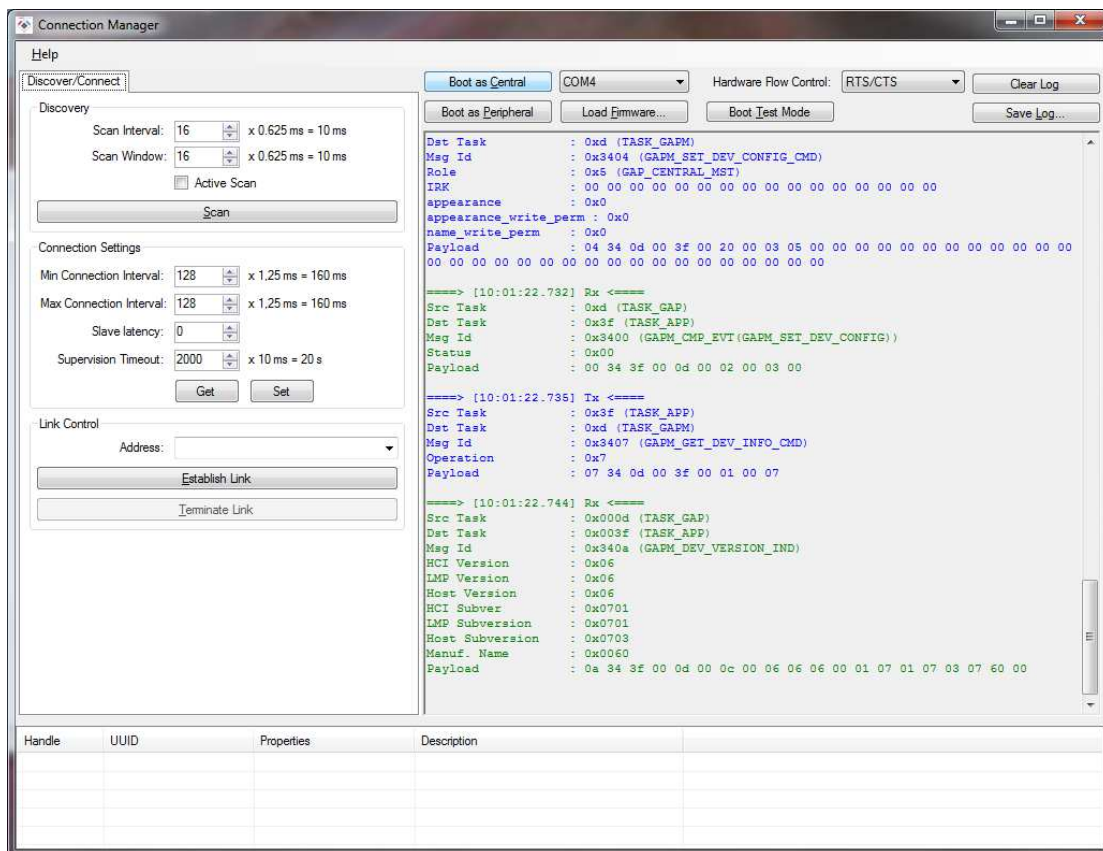 Connection Manager
Help
Discover/Connect
Discovery
Scan Interval: 16 x 0.625 ms = 10 ms
Scan Window: 16 x 0.625 ms = 10 ms
Active Scan
Scan
Connection Settings
Min Connection Interval: 128 x 1,25 ms = 160 ms
Max Connection Interval: 128 x 1,25 ms = 160 ms
Slave latency: 0
Supervision Timeout: 2000 x 10 ms = 20 s
Get Set
Link Control
Address:
Establish Link
Terminate Link
Boot as Central COM4 Hardware Flow Control: RTS/CTS Clear Log
Boot as Peripheral Load Firmware... Boot Test Mode Save Log...
Dst Task : 0xd (TASK_GAPM)
Msg Id : 0x3404 (GAPM_SET_DEV_CONFIG_CMD)
Role : 0x5 (GAP_CENTRAL_MST)
IRK : 00 00 00 00 00 00 00 00 00 00 00 00 00 00 00 00
appearance : 0x0
appearance_write_perm : 0x0
name_write_perm : 0x0
Payload : 04 34 0d 00 3f 00 20 00 03 05 00 00 00 00 00 00 00 00 00 00 00 00
00 00 00 00 00 00 00 00 00 00 00 00 00 00 00 00 00 00
====> [10:01:22.732] Rx <====
Src Task : 0xd (TASK_GAP)
Dst Task : 0x3f (TASK_APP)
Msg Id : 0x3400 (GAPM_CMP_EVT(GAPM_SET_DEV_CONFIG))
Status : 0x00
Payload : 00 34 3f 00 0d 00 02 00 03 00
====> [10:01:22.735] Tx <====
Src Task : 0x3f (TASK_APP)
Dst Task : 0xd (TASK_GAPM)
Msg Id : 0x3407 (GAPM_GET_DEV_INFO_CMD)
Operation : 0x7
Payload : 07 34 0d 00 3f 00 01 00 07
====> [10:01:22.744] Rx <====
Src Task : 0x000d (TASK_GAP)
Dst Task : 0x003f (TASK_APP)
Msg Id : 0x340a (GAPM_DEV_VERSION_IND)
HCI Version : 0x06
LMP Version : 0x06
Host Version : 0x06
HCI Subver : 0x0701
LMP Subversion : 0x0701
Host Subversion : 0x0703
Manuf. Name : 0x0060
Payload : 0a 34 3f 00 0d 00 0c 00 06 06 06 00 01 07 01 07 03 07 60 00
Handle UUID Properties Description